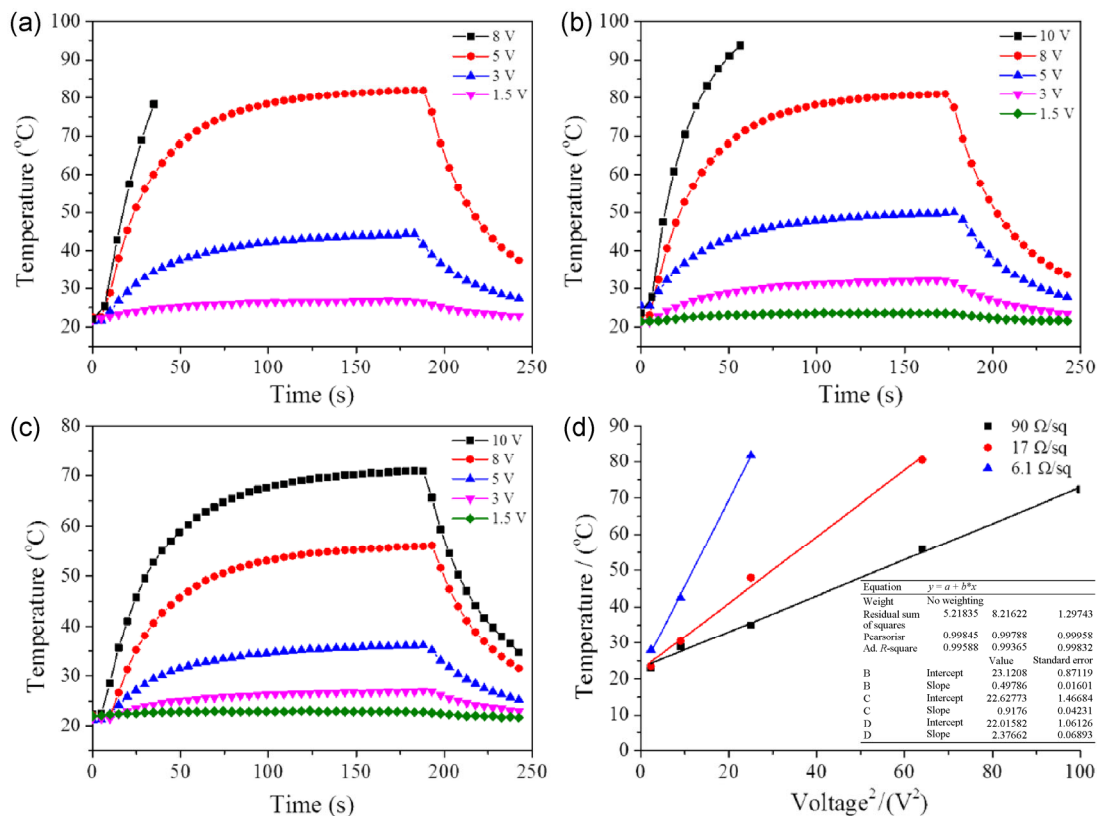 (a)
8 V
5 V
3 V
1.5 V
100
90
80
70
60
50
40
30
20
Temperature (°C)
0 50 100 150 200 250
Time (s)
(b)
10 V
8 V
5 V
3 V
1.5 V
100
90
80
70
60
50
40
30
20
Temperature (°C)
0 50 100 150 200 250
Time (s)
(c)
10 V
8 V
5 V
3 V
1.5 V
80
70
60
50
40
30
20
Temperature (°C)
0 50 100 150 200 250
Time (s)
(d)
90 Ω/sq
17 Ω/sq
6.1 Ω/sq
90
80
70
60
50
40
30
20
10
0
Temperature / (°C)
Equation y = a + b*x
Weight No weighting
Residual sum of squares 5.21835 8.21622 1.29743
Pearsorisr 0.99845 0.99788 0.99958
Ad. R-square 0.99588 0.99365 0.99832
Value Standard error
B Intercept 23.1208 0.87119
B Slope 0.49786 0.01601
C Intercept 22.62773 1.46684
C Slope 0.9176 0.04231
D Intercept 22.01582 1.06126
D Slope 2.37662 0.06893
0 20 40 60 80 100
Voltage²/(V²)